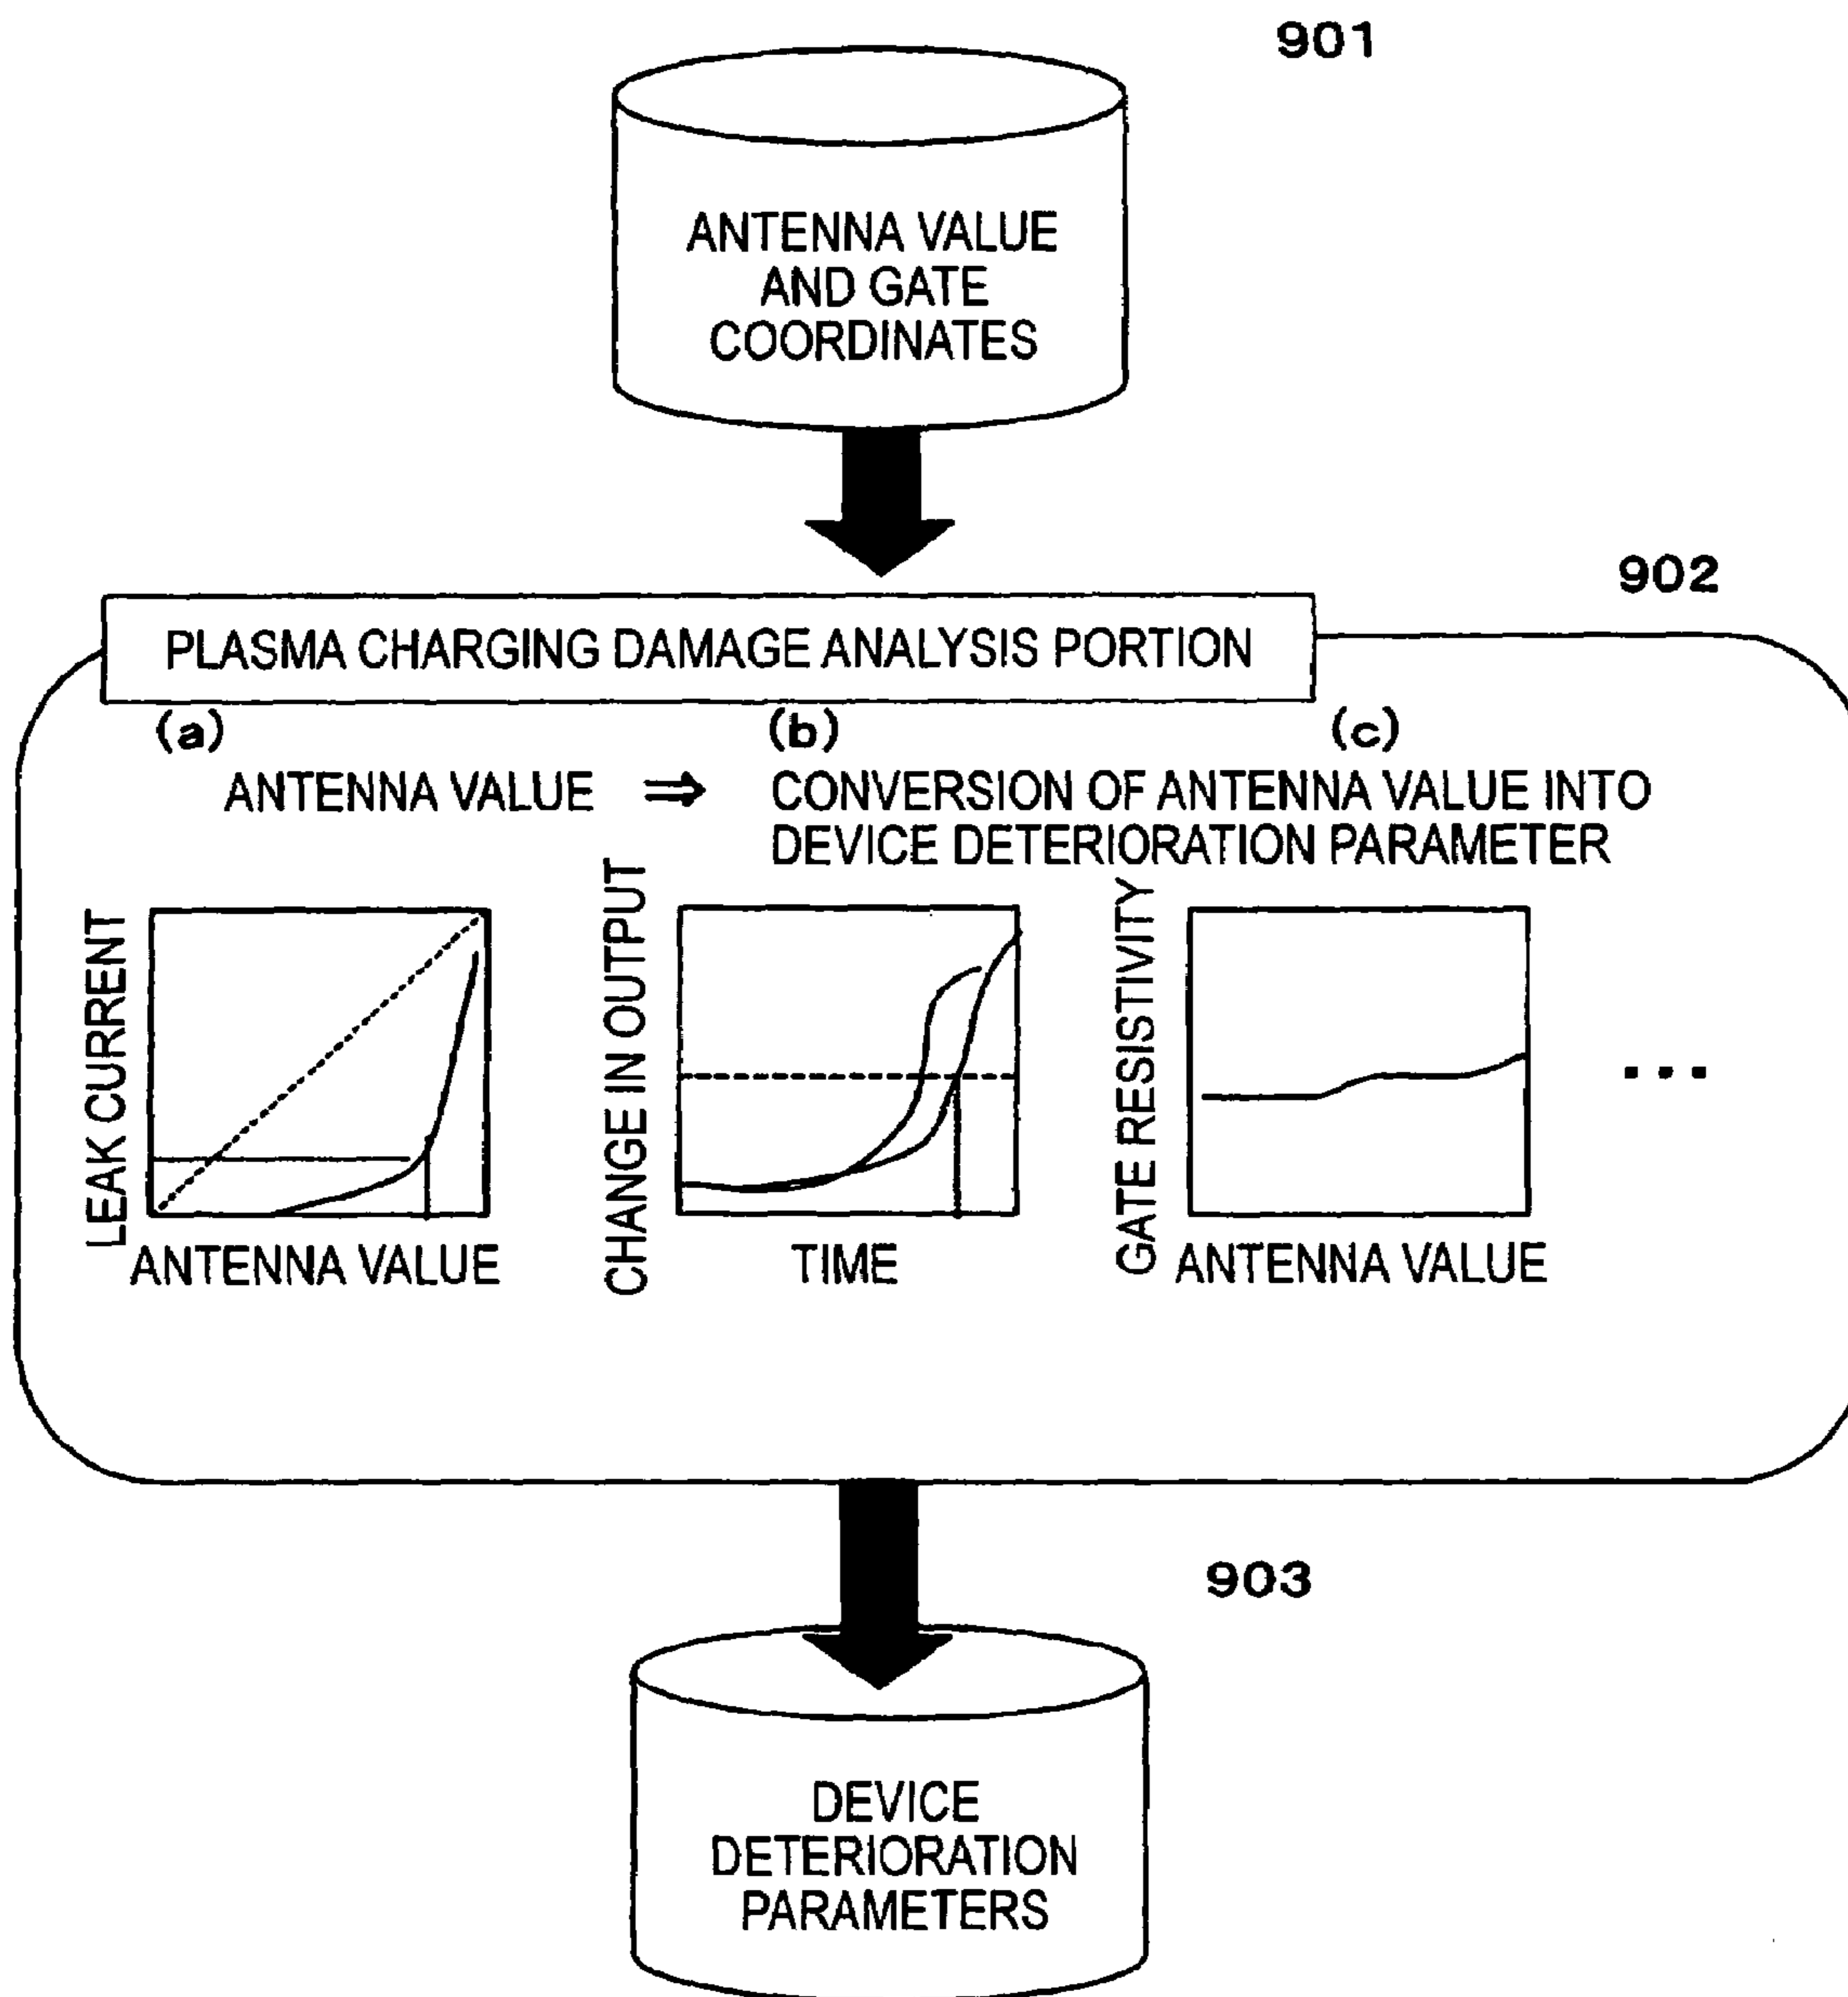 901
ANTENNA VALUE
AND GATE
COORDINATES
902
PLASMA CHARGING DAMAGE ANALYSIS PORTION
(a)
(b)
(c)
ANTENNA VALUE ⇒ CONVERSION OF ANTENNA VALUE INTO
DEVICE DETERIORATION PARAMETER
LEAK CURRENT
ANTENNA VALUE
CHANGE IN OUTPUT
TIME
GATE RESISTIVITY
ANTENNA VALUE
...
903
DEVICE
DETERIORATION
PARAMETERS